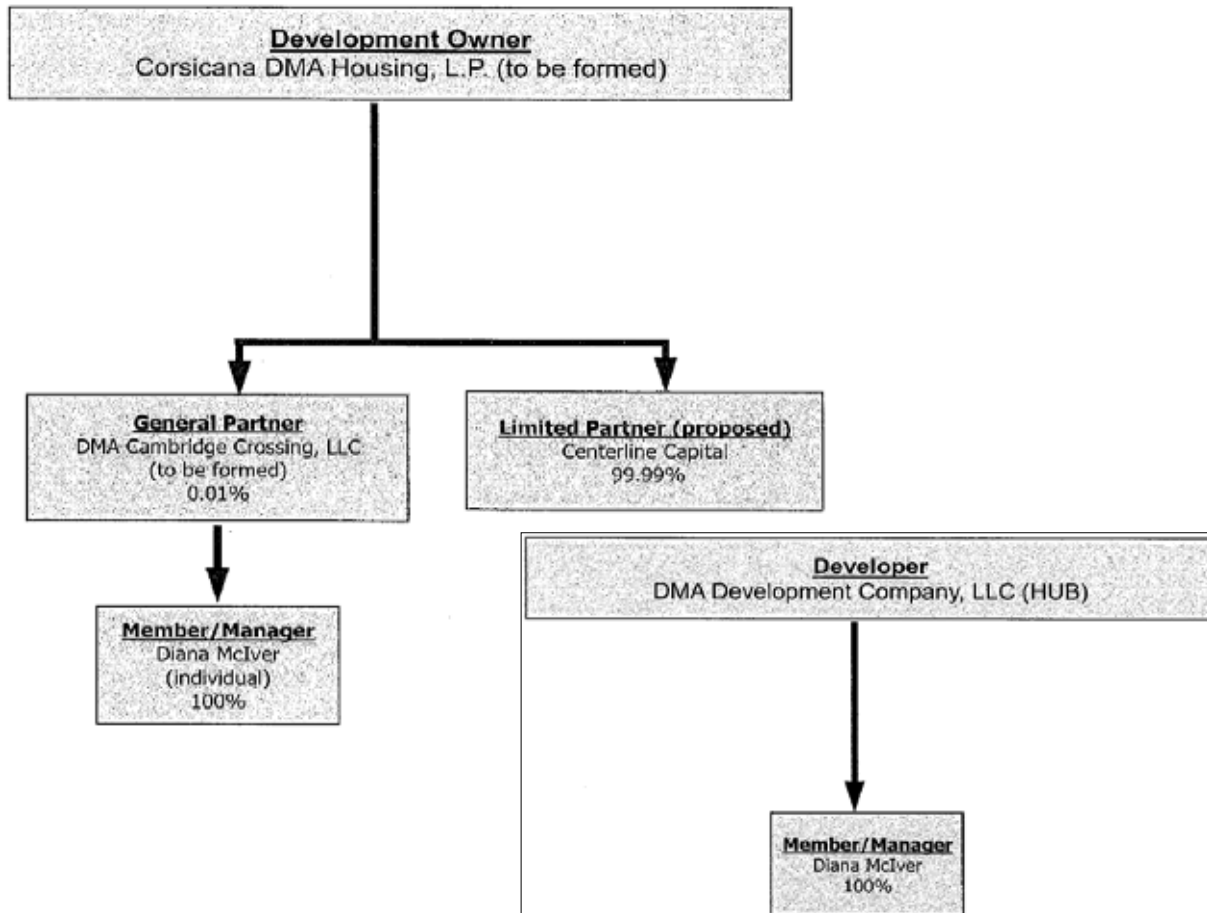 Development Owner
Corsicana DMA Housing, L.P. (to be formed)
General Partner
DMA Cambridge Crossing, LLC
(to be formed)
0.01%
Limited Partner (proposed)
Centerline Capital
99.99%
Member/Manager
Diana McIver
(individual)
100%
Developer
DMA Development Company, LLC (HUB)
Member/Manager
Diana McIver
100%